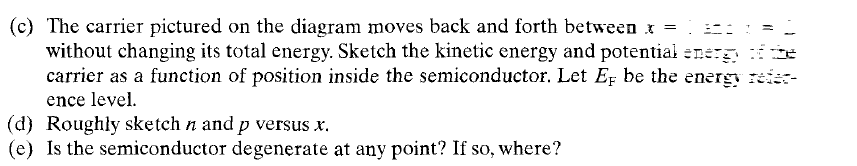 (c) The carrier pictured on the diagram moves back and forth between x =
without changing its total energy. Sketch the kinetic energy and potential energy of the
carrier as a function of position inside the semiconductor. Let E_F be the energy refer-
ence level.
(d) Roughly sketch n and p versus x.
(e) Is the semiconductor degenerate at any point? If so, where?